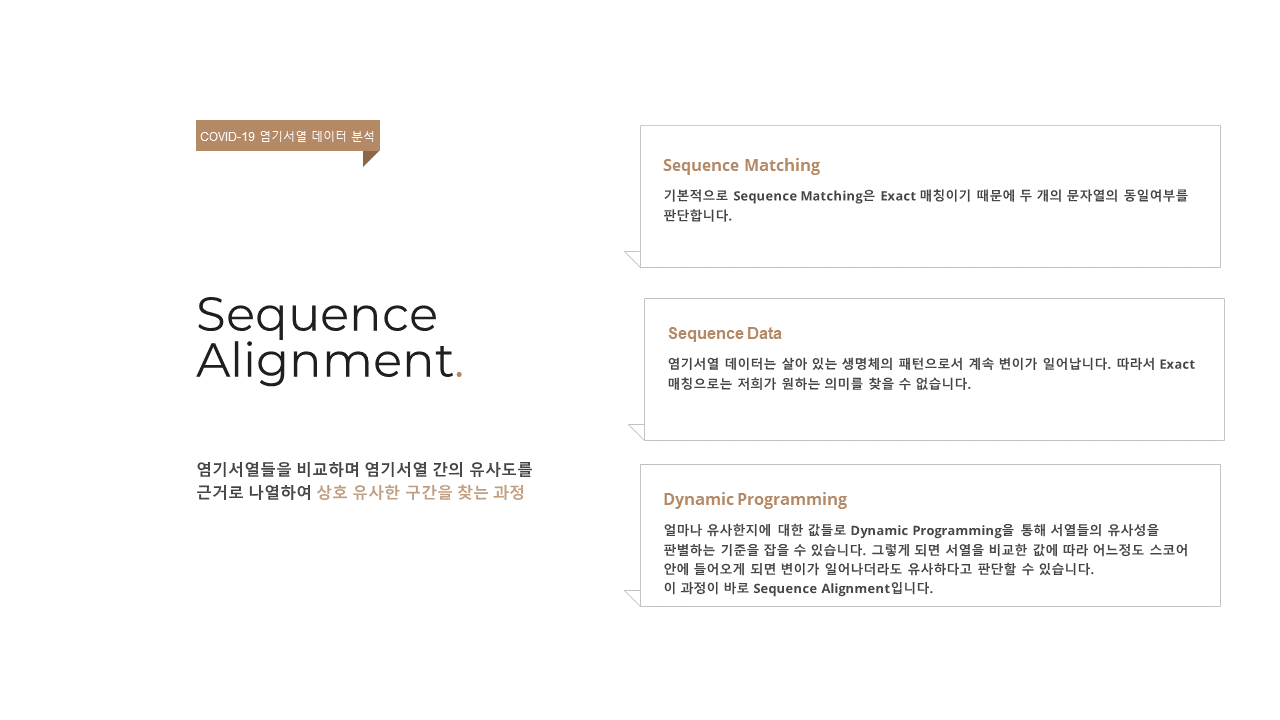 COVID-19 염기서열 데이터 분석
Sequence
Alignment.
염기서열들을 비교하며 염기서열 간의 유사도를
근거로 나열하여 상호 유사한 구간을 찾는 과정
Sequence Matching
기본적으로 Sequence Matching은 Exact 매칭이기 때문에 두 개의 문자열의 동일여부를
판단합니다.
Sequence Data
염기서열 데이터는 살아 있는 생명체의 패턴으로서 계속 변이가 일어납니다. 따라서 Exact
매칭으로는 저희가 원하는 의미를 찾을 수 없습니다.
Dynamic Programming
얼마나 유사한지에 대한 값들로 Dynamic Programming을 통해 서열들의 유사성을
판별하는 기준을 잡을 수 있습니다. 그렇게 되면 서열을 비교한 값에 따라 어느정도 스코어
안에 들어오게 되면 변이가 일어나더라도 유사하다고 판단할 수 있습니다.
이 과정이 바로 Sequence Alignment입니다.